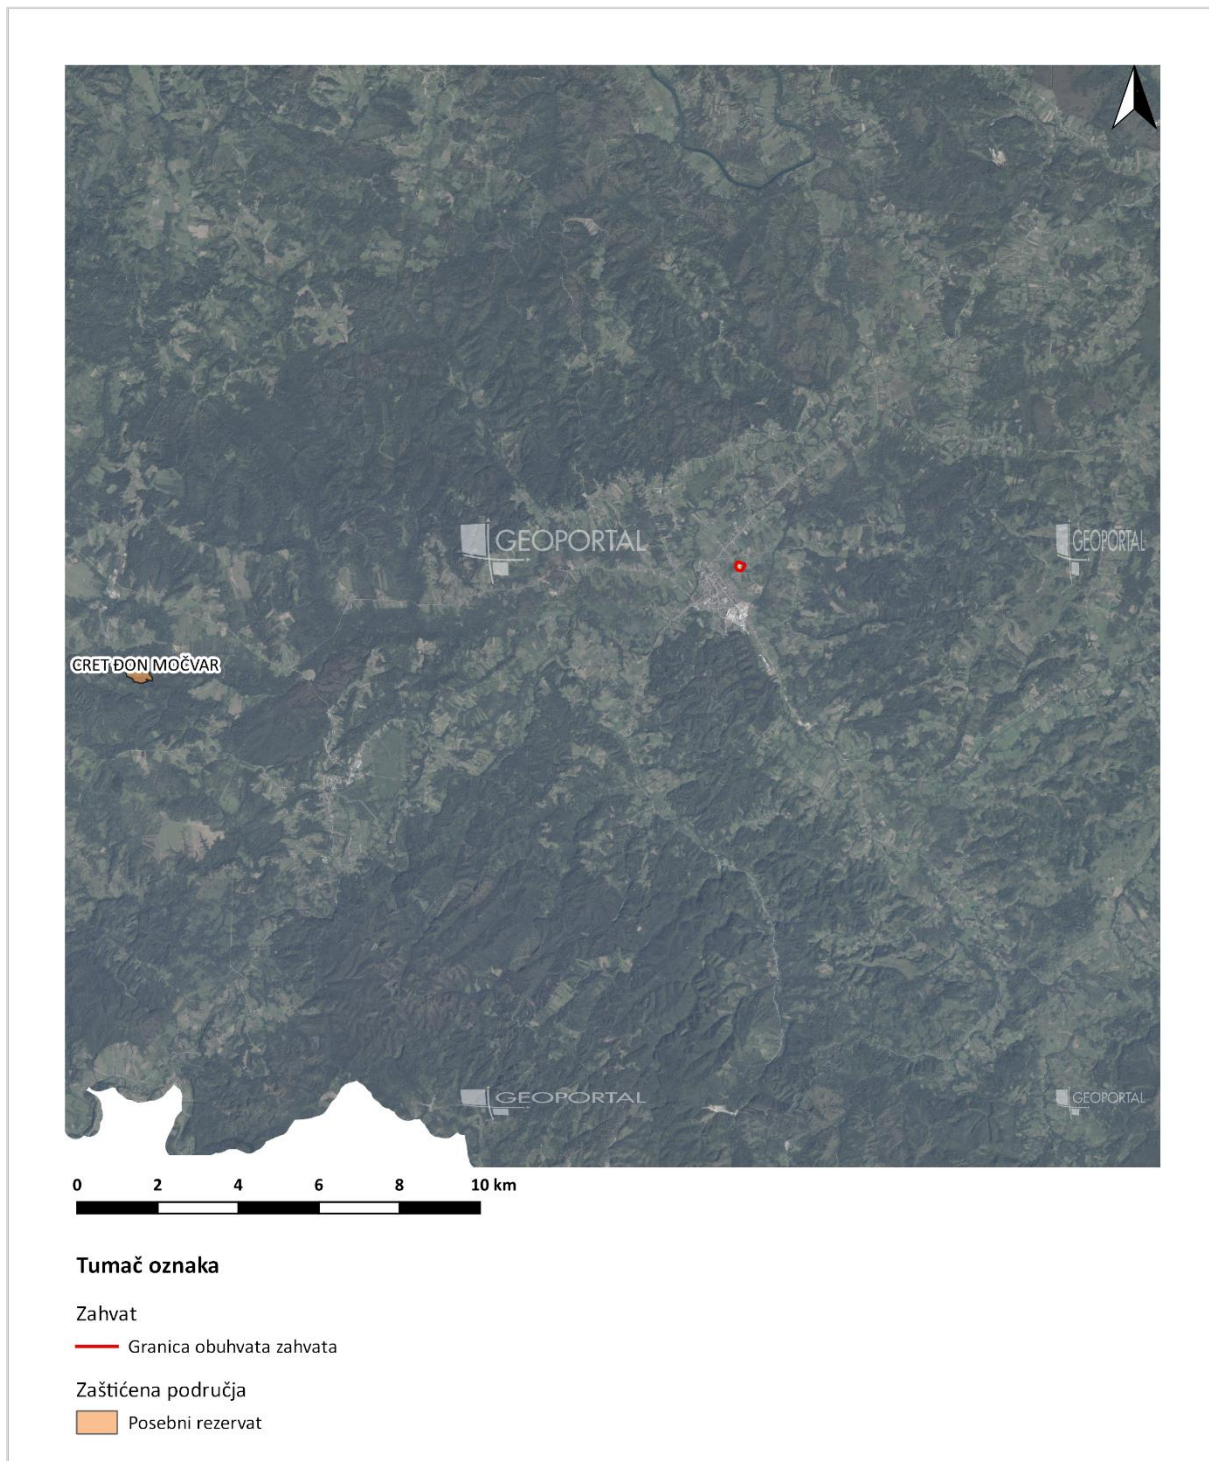 GEOPORTAL
GEOPORTAL
CRET ĐON MOČVAR
GEOPORTAL
GEOPORTAL
0 2 4 6 8 10 km
Tumač oznaka
Zahvat
Granica obuhvata zahvata
Zaštićena područja
Posebni rezervat